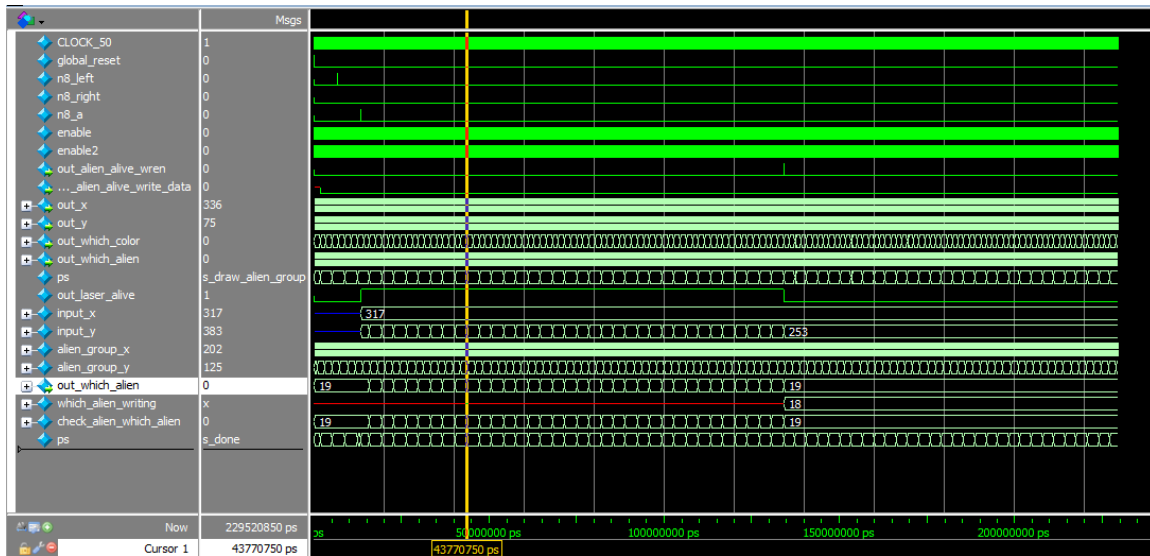 Msgs
CLOCK_50 1
global_reset 0
n8_left 0
n8_right 0
n8_a 0
enable 0
enable2 0
out_alien_alive_wren 0
..._alien_alive_write_data 0
out_x 336
out_y 75
out_which_color 0
out_which_alien 0
ps s_draw_alien_group
out_laser_alive 1
input_x 317 317
input_y 383 253
alien_group_x 202
alien_group_y 125
out_which_alien 0 19 19
which_alien_writing x 18
check_alien_which_alien 0 19 19
ps s_done
Now 229520850 ps ps 50000000 ps 100000000 ps 150000000 ps 200000000 ps
Cursor 1 43770750 ps 43770750 ps